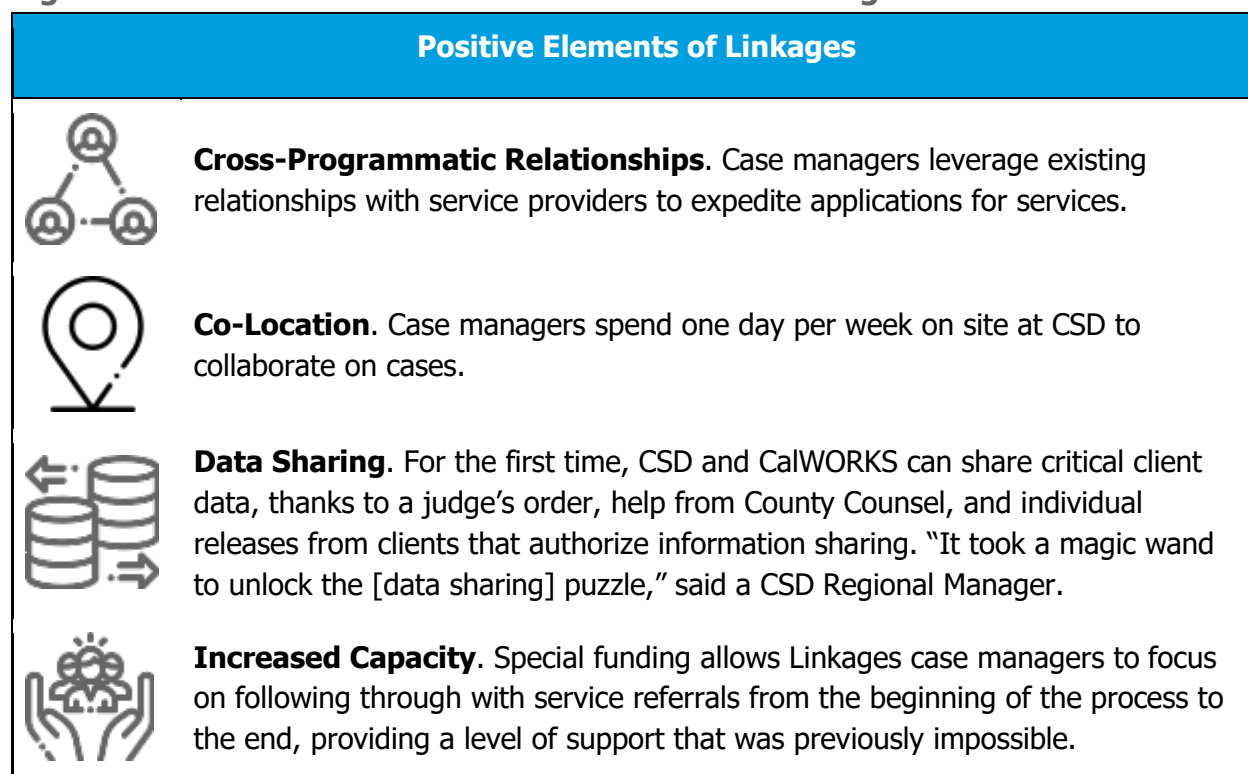 Positive Elements of Linkages
Cross-Programmatic Relationships. Case managers leverage existing
relationships with service providers to expedite applications for services.
Co-Location. Case managers spend one day per week on site at CSD to
collaborate on cases.
Data Sharing. For the first time, CSD and CalWORKS can share critical client
data, thanks to a judge’s order, help from County Counsel, and individual
releases from clients that authorize information sharing. “It took a magic wand
to unlock the [data sharing] puzzle,” said a CSD Regional Manager.
Increased Capacity. Special funding allows Linkages case managers to focus
on following through with service referrals from the beginning of the process to
the end, providing a level of support that was previously impossible.